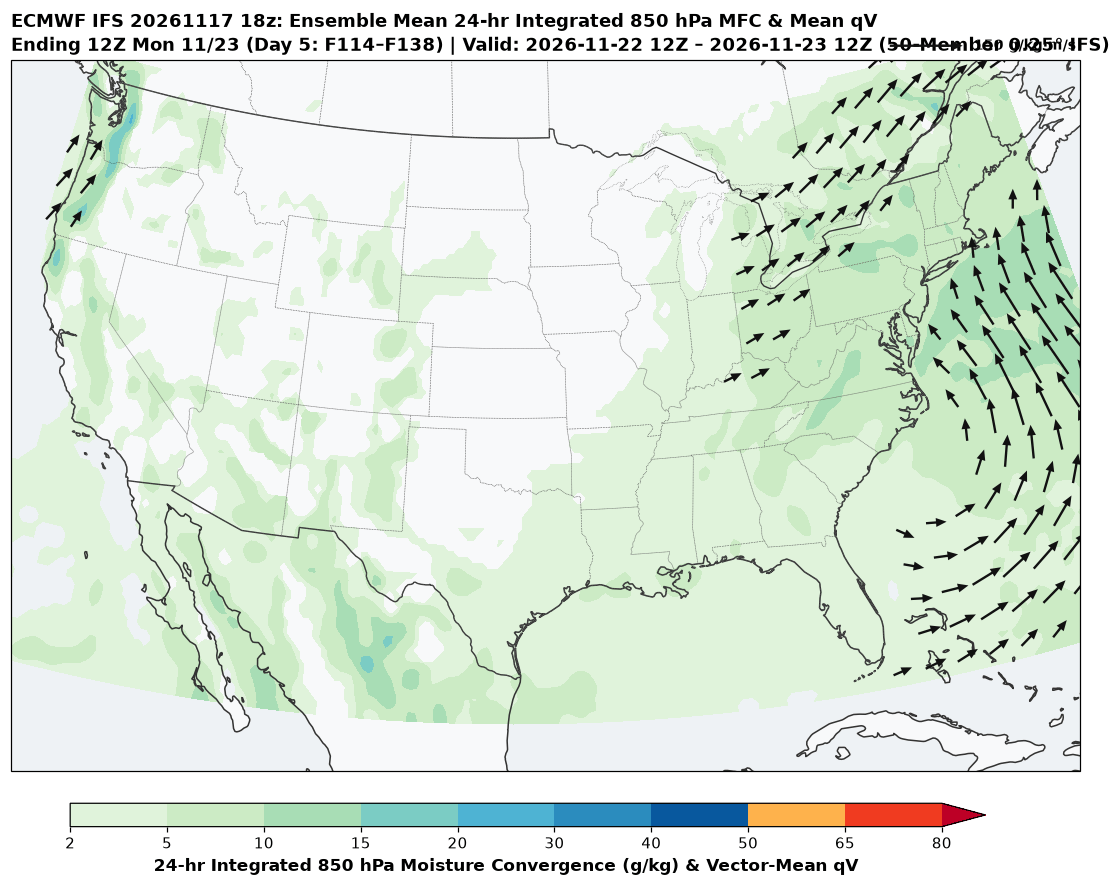 ECMWF IFS 20261117 18z: Ensemble Mean 24-hr Integrated 850 hPa MFC & Mean qV
Ending 12Z Mon 11/23 (Day 5: F114–F138) | Valid: 2026-11-22 12Z – 2026-11-23 12Z (50-Member 0.25° IFS)
150 g/kg·m/s
2 5 10 15 20 30 40 50 65 80
24-hr Integrated 850 hPa Moisture Convergence (g/kg) & Vector-Mean qV